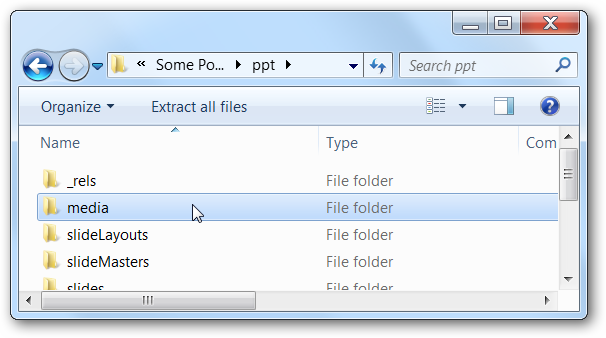 « Some Po... ppt Search ppt
Organize Extract all files
Name Type Com
_rels File folder
media File folder
slideLayouts File folder
slideMasters File folder
slides File folder